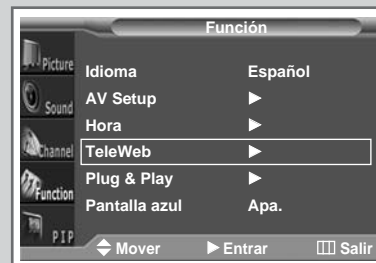 Función
Picture
Sound
Channel
Function
PIP
Idioma Español
AV Setup ▶
Hora ▶
TeleWeb ▶
Plug & Play ▶
Pantalla azul Apa.
Mover ▶ Entrar Salir